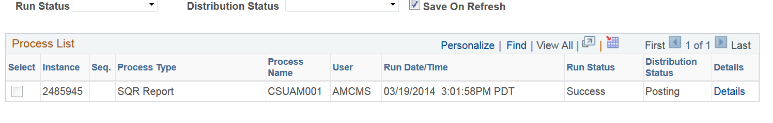 Run Status Distribution Status Save On Refresh
Process List Personalize | Find | View All | | First 1 of 1 Last
Select Instance Seq. Process Type Process Name User Run Date/Time Run Status Distribution Status Details
2485945 SQR Report CSUAM001 AMCMS 03/19/2014 3:01:58PM PDT Success Posting Details